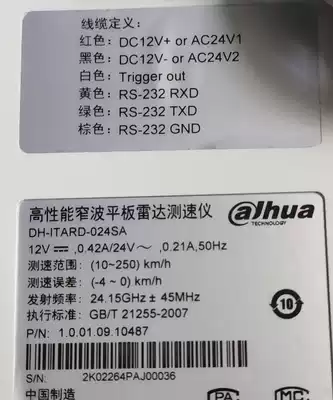 线缆定义：
红色：DC12V+ or AC24V1
黑色：DC12V- or AC24V2
白色：Trigger out
黄色：RS-232 RXD
绿色：RS-232 TXD
棕色：RS-232 GND
高性能窄波平板雷达测速仪
alhua
TECHNOLOGY
DH-ITARD-024SA
12V ⎓ ,0.42A/24V～ ,0.21A,50Hz
测速范围：(10~250) km/h
测速误差：(-4 ~ 0) km/h
发射频率：24.15GHz ± 45MHz
执行标准：GB/T 21255-2007
10
P/N: 1.0.01.09.10487
S/N: 2K02264PAJ00036
中国制造
PA
MC